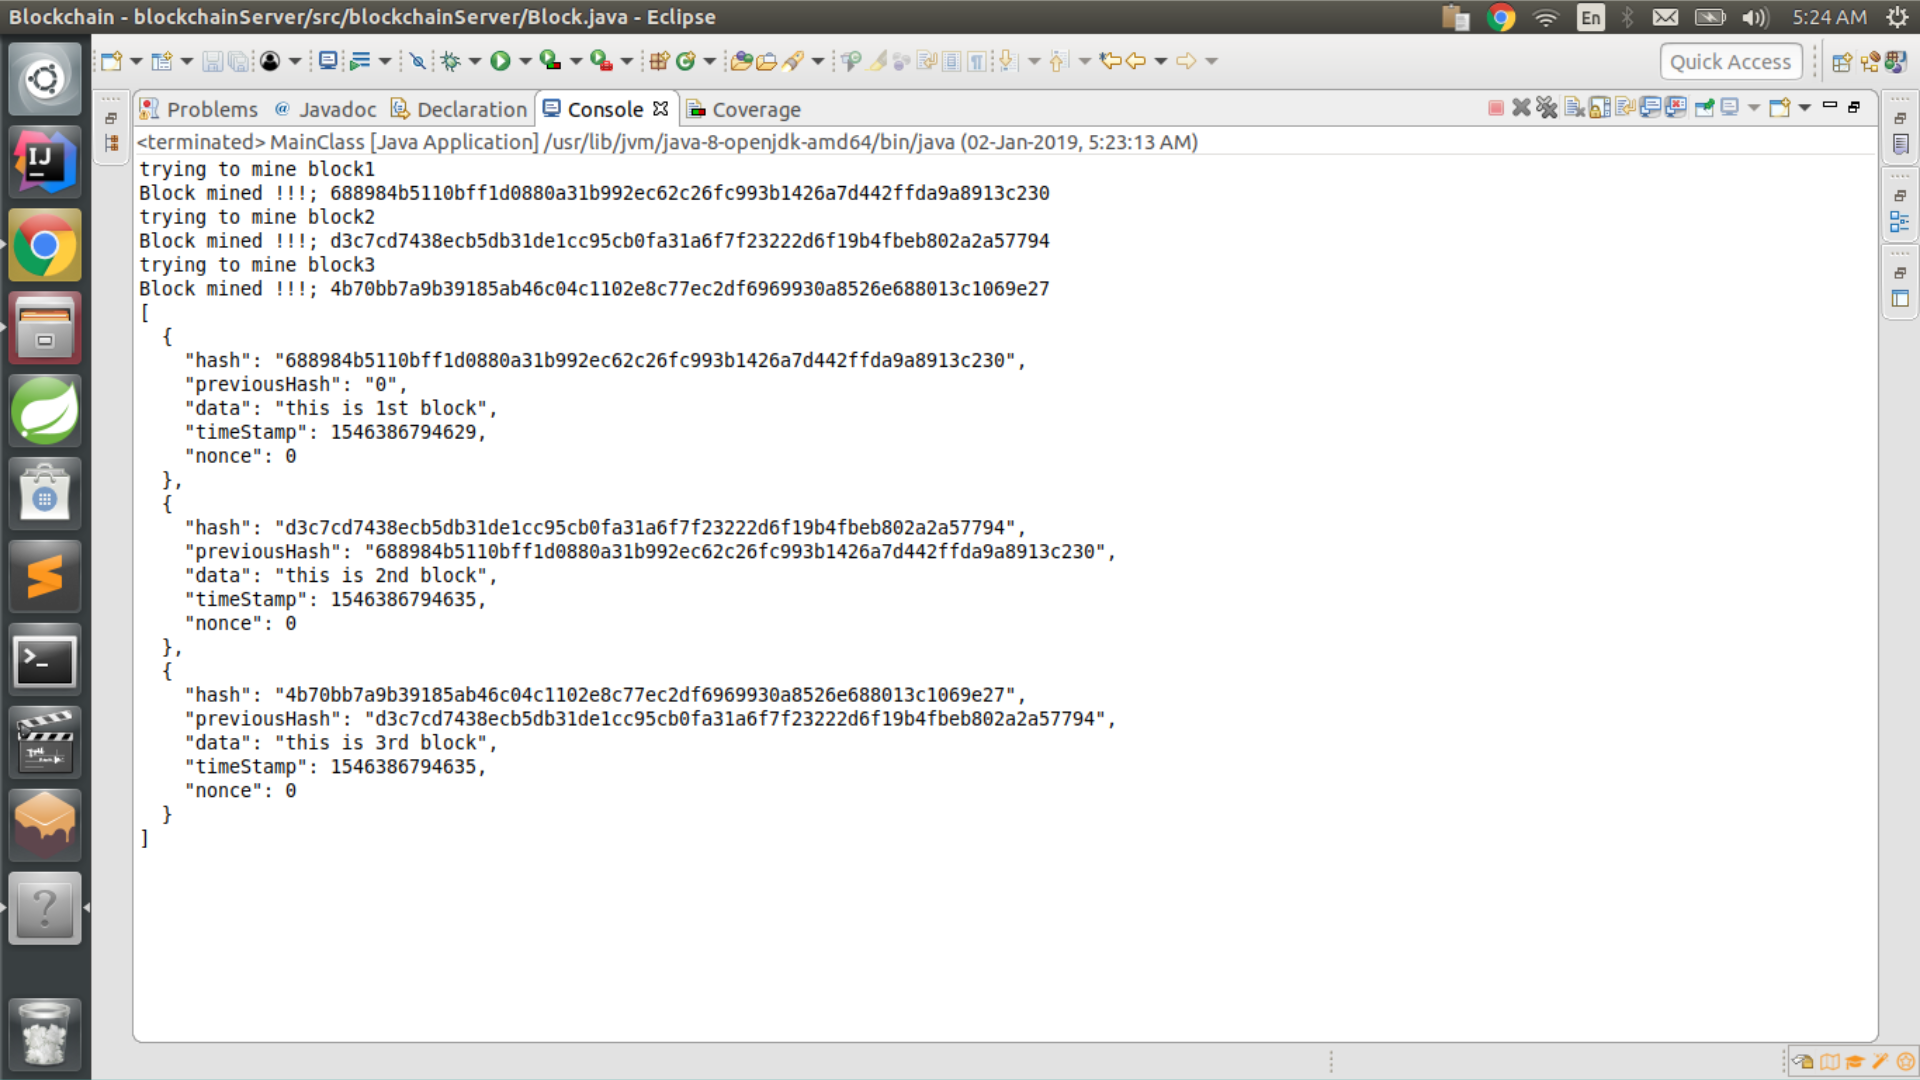 Blockchain - blockchainServer/src/blockchainServer/Block.java - Eclipse
En
5:24 AM
Quick Access
Problems
@ Javadoc
Declaration
Console
Coverage
<terminated> MainClass [Java Application] /usr/lib/jvm/java-8-openjdk-amd64/bin/java (02-Jan-2019, 5:23:13 AM)
trying to mine block1
Block mined !!!; 688984b5110bff1d0880a31b992ec62c26fc993b1426a7d442ffda9a8913c230
trying to mine block2
Block mined !!!; d3c7cd7438ecb5db31de1cc95cb0fa31a6f7f23222d6f19b4fbeb802a2a57794
trying to mine block3
Block mined !!!; 4b70bb7a9b39185ab46c04c1102e8c77ec2df6969930a8526e688013c1069e27
[
  {
    "hash": "688984b5110bff1d0880a31b992ec62c26fc993b1426a7d442ffda9a8913c230",
    "previousHash": "0",
    "data": "this is 1st block",
    "timeStamp": 1546386794629,
    "nonce": 0
  },
  {
    "hash": "d3c7cd7438ecb5db31de1cc95cb0fa31a6f7f23222d6f19b4fbeb802a2a57794",
    "previousHash": "688984b5110bff1d0880a31b992ec62c26fc993b1426a7d442ffda9a8913c230",
    "data": "this is 2nd block",
    "timeStamp": 1546386794635,
    "nonce": 0
  },
  {
    "hash": "4b70bb7a9b39185ab46c04c1102e8c77ec2df6969930a8526e688013c1069e27",
    "previousHash": "d3c7cd7438ecb5db31de1cc95cb0fa31a6f7f23222d6f19b4fbeb802a2a57794",
    "data": "this is 3rd block",
    "timeStamp": 1546386794635,
    "nonce": 0
  }
]
IJ